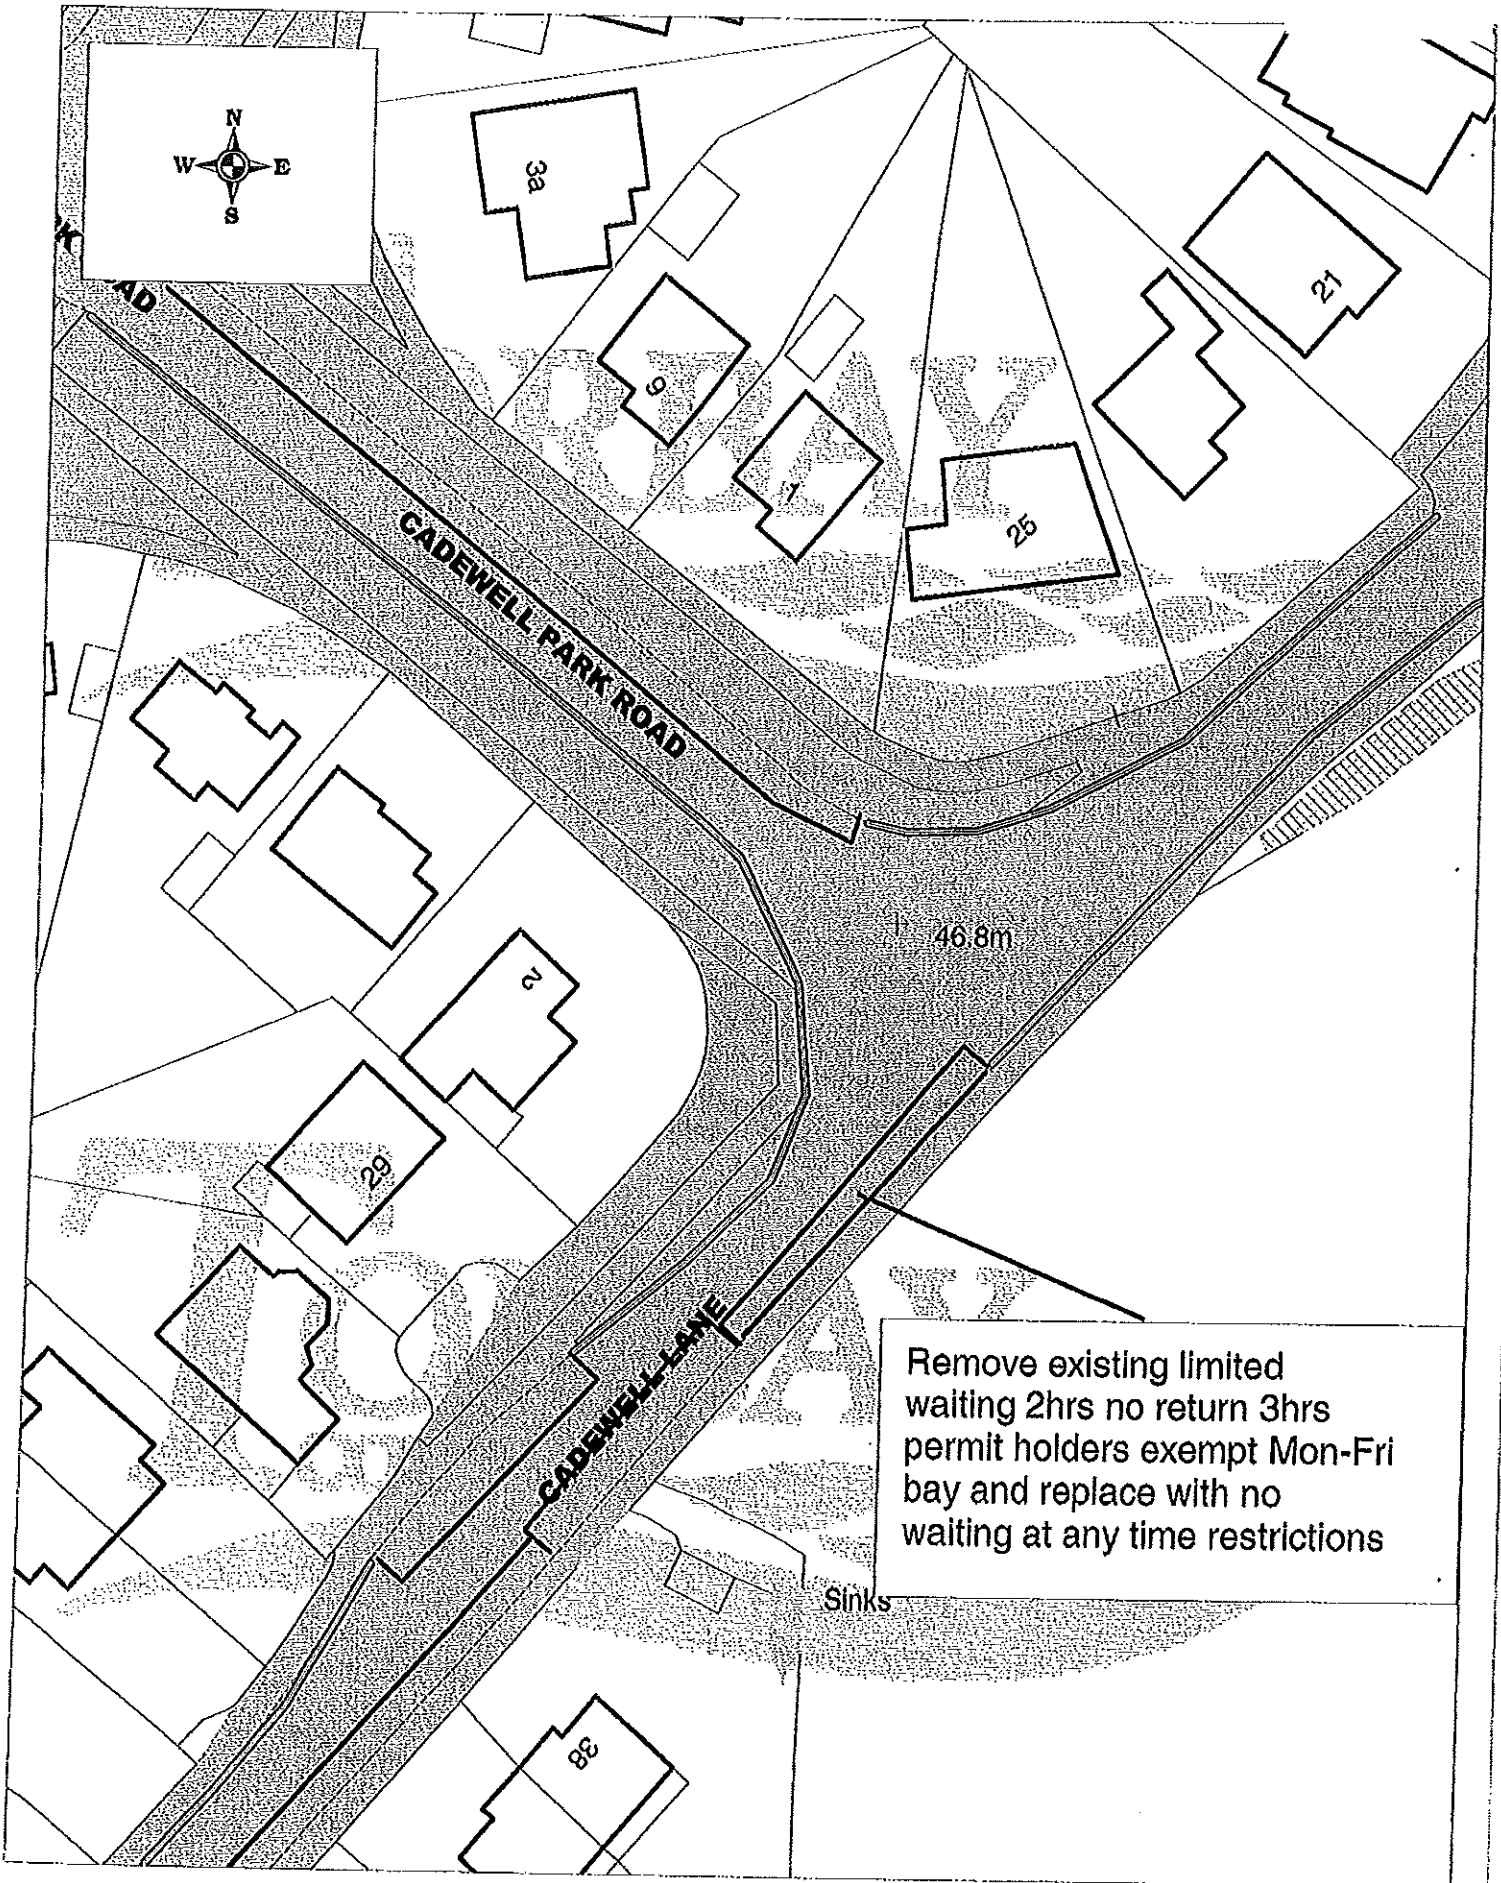 N
W E
S
AD
3a
21
9
1
25
CADEWELL PARK ROAD
46.8m
2
29
CADEWELL LANE
Remove existing limited
waiting 2hrs no return 3hrs
permit holders exempt Mon-Fri
bay and replace with no
waiting at any time restrictions
Sinks
38